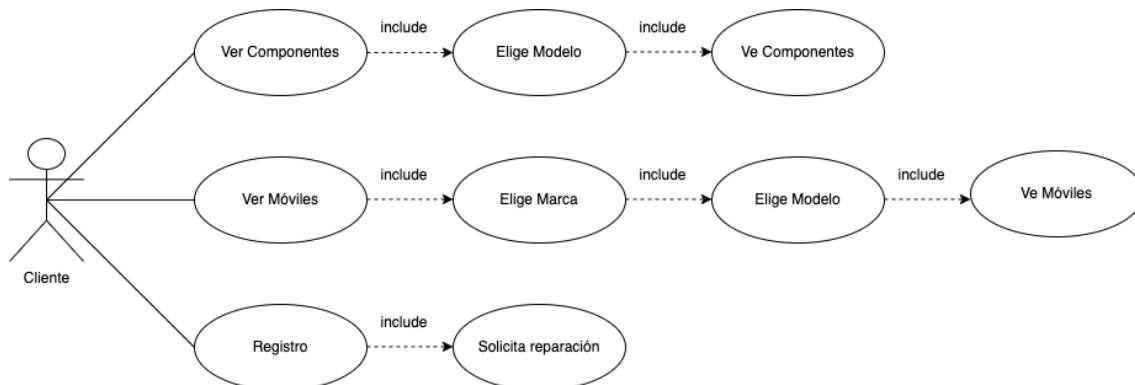 Ver Componentes
include
Elige Modelo
include
Ve Componentes
Ver Móviles
include
Elige Marca
include
Elige Modelo
include
Ve Móviles
Cliente
Registro
include
Solicita reparación